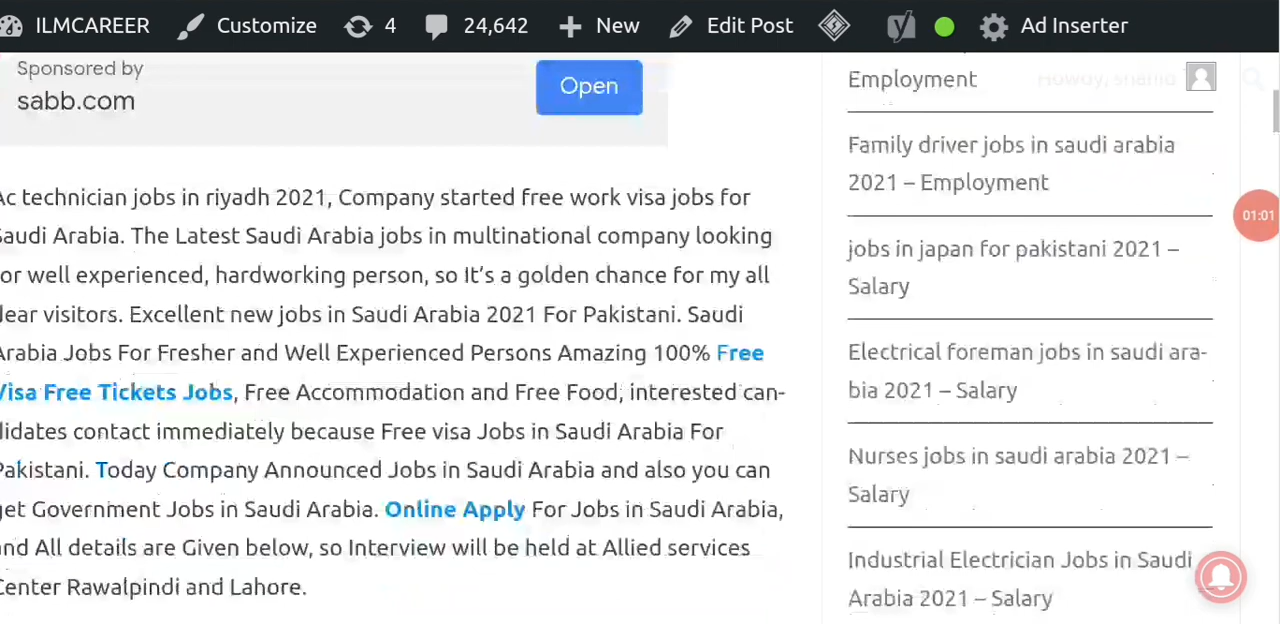 ILMCAREER Customize 4 24,642 New Edit Post Ad Inserter
Sponsored by
sabb.com
Open
Ac technician jobs in riyadh 2021, Company started free work visa jobs for
Saudi Arabia. The Latest Saudi Arabia jobs in multinational company looking
for well experienced, hardworking person, so It's a golden chance for my all
dear visitors. Excellent new jobs in Saudi Arabia 2021 For Pakistani. Saudi
Arabia Jobs For Fresher and Well Experienced Persons Amazing 100% Free
Visa Free Tickets Jobs, Free Accommodation and Free Food, interested can-
didates contact immediately because Free visa Jobs in Saudi Arabia For
Pakistani. Today Company Announced Jobs in Saudi Arabia and also you can
get Government Jobs in Saudi Arabia. Online Apply For Jobs in Saudi Arabia,
and All details are Given below, so Interview will be held at Allied services
Center Rawalpindi and Lahore.
Employment
Family driver jobs in saudi arabia
2021 – Employment
jobs in japan for pakistani 2021 –
Salary
Electrical foreman jobs in saudi ara-
bia 2021 – Salary
Nurses jobs in saudi arabia 2021 –
Salary
Industrial Electrician Jobs in Saudi
Arabia 2021 – Salary
01:01